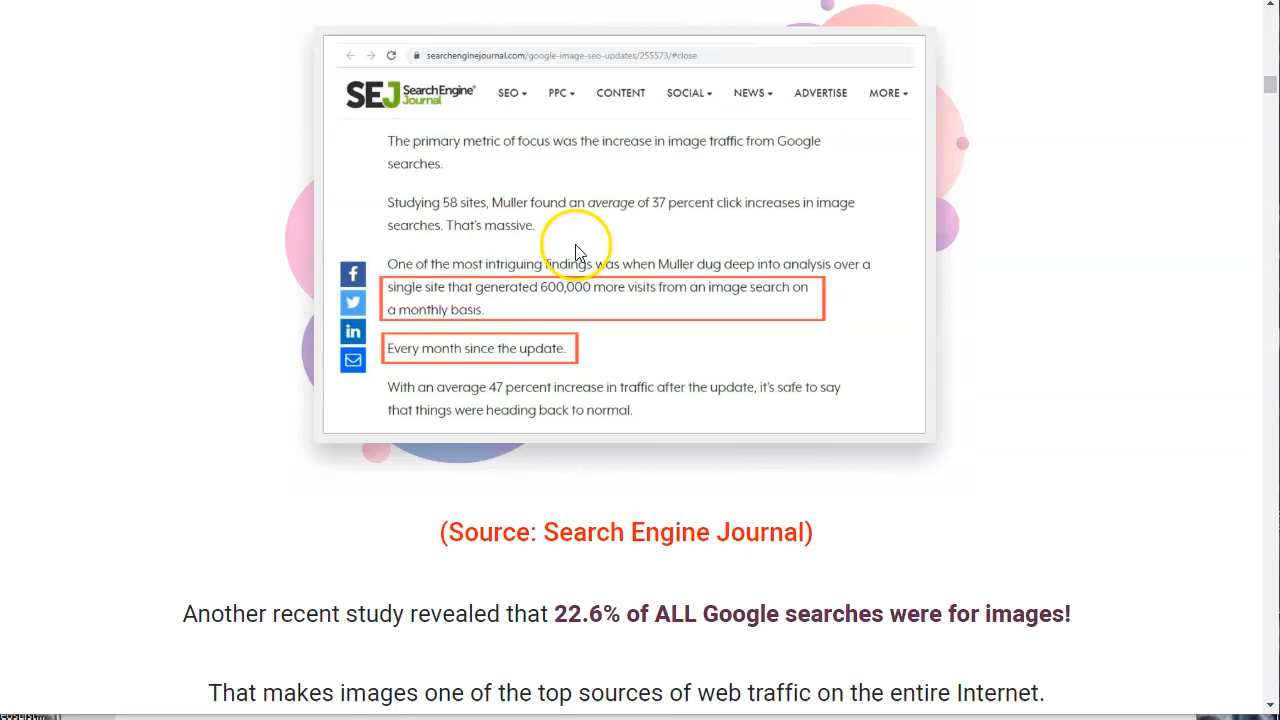 searchenginejournal.com/google-image-seo-updates/255573/#close
SEJ Search Engine Journal
SEO PPC CONTENT SOCIAL NEWS ADVERTISE MORE
The primary metric of focus was the increase in image traffic from Google
searches.
Studying 58 sites, Muller found an average of 37 percent click increases in image
searches. That's massive.
One of the most intriguing findings was when Muller dug deep into analysis over a
single site that generated 600,000 more visits from an image search on
a monthly basis.
Every month since the update.
With an average 47 percent increase in traffic after the update, it's safe to say
that things were heading back to normal.
(Source: Search Engine Journal)
Another recent study revealed that 22.6% of ALL Google searches were for images!
That makes images one of the top sources of web traffic on the entire Internet.